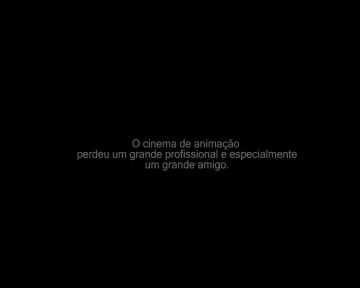 O cinema de animação
perdeu um grande profissional e especialmente
um grande amigo.